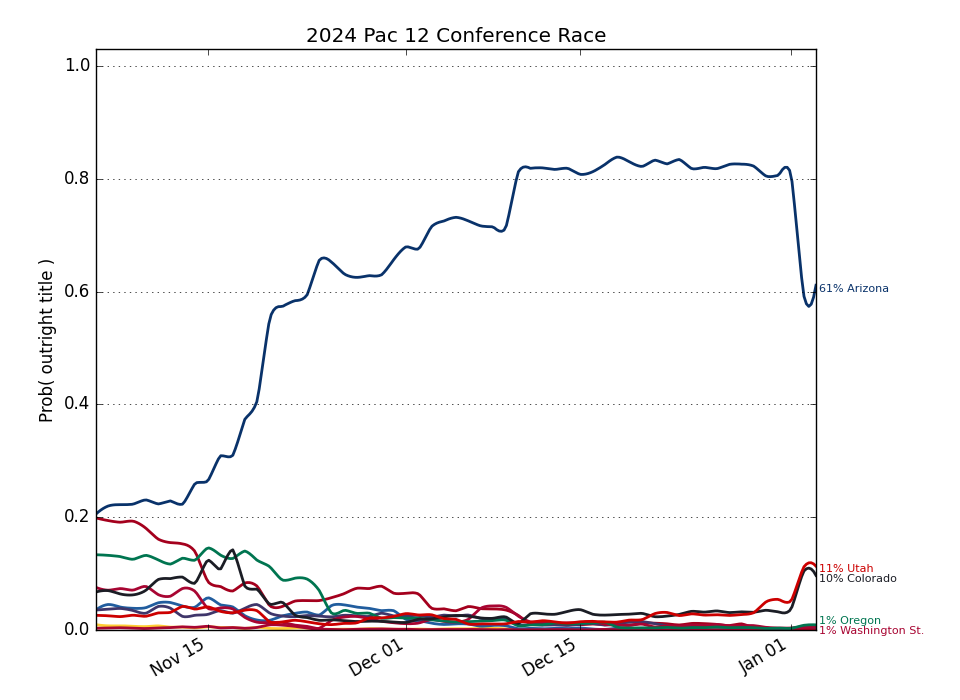 2024 Pac 12 Conference Race
Prob( outright title )
1.0
0.8
0.6
0.4
0.2
0.0
61% Arizona
11% Utah
10% Colorado
1% Oregon
1% Washington St.
Nov 15
Dec 01
Dec 15
Jan 01